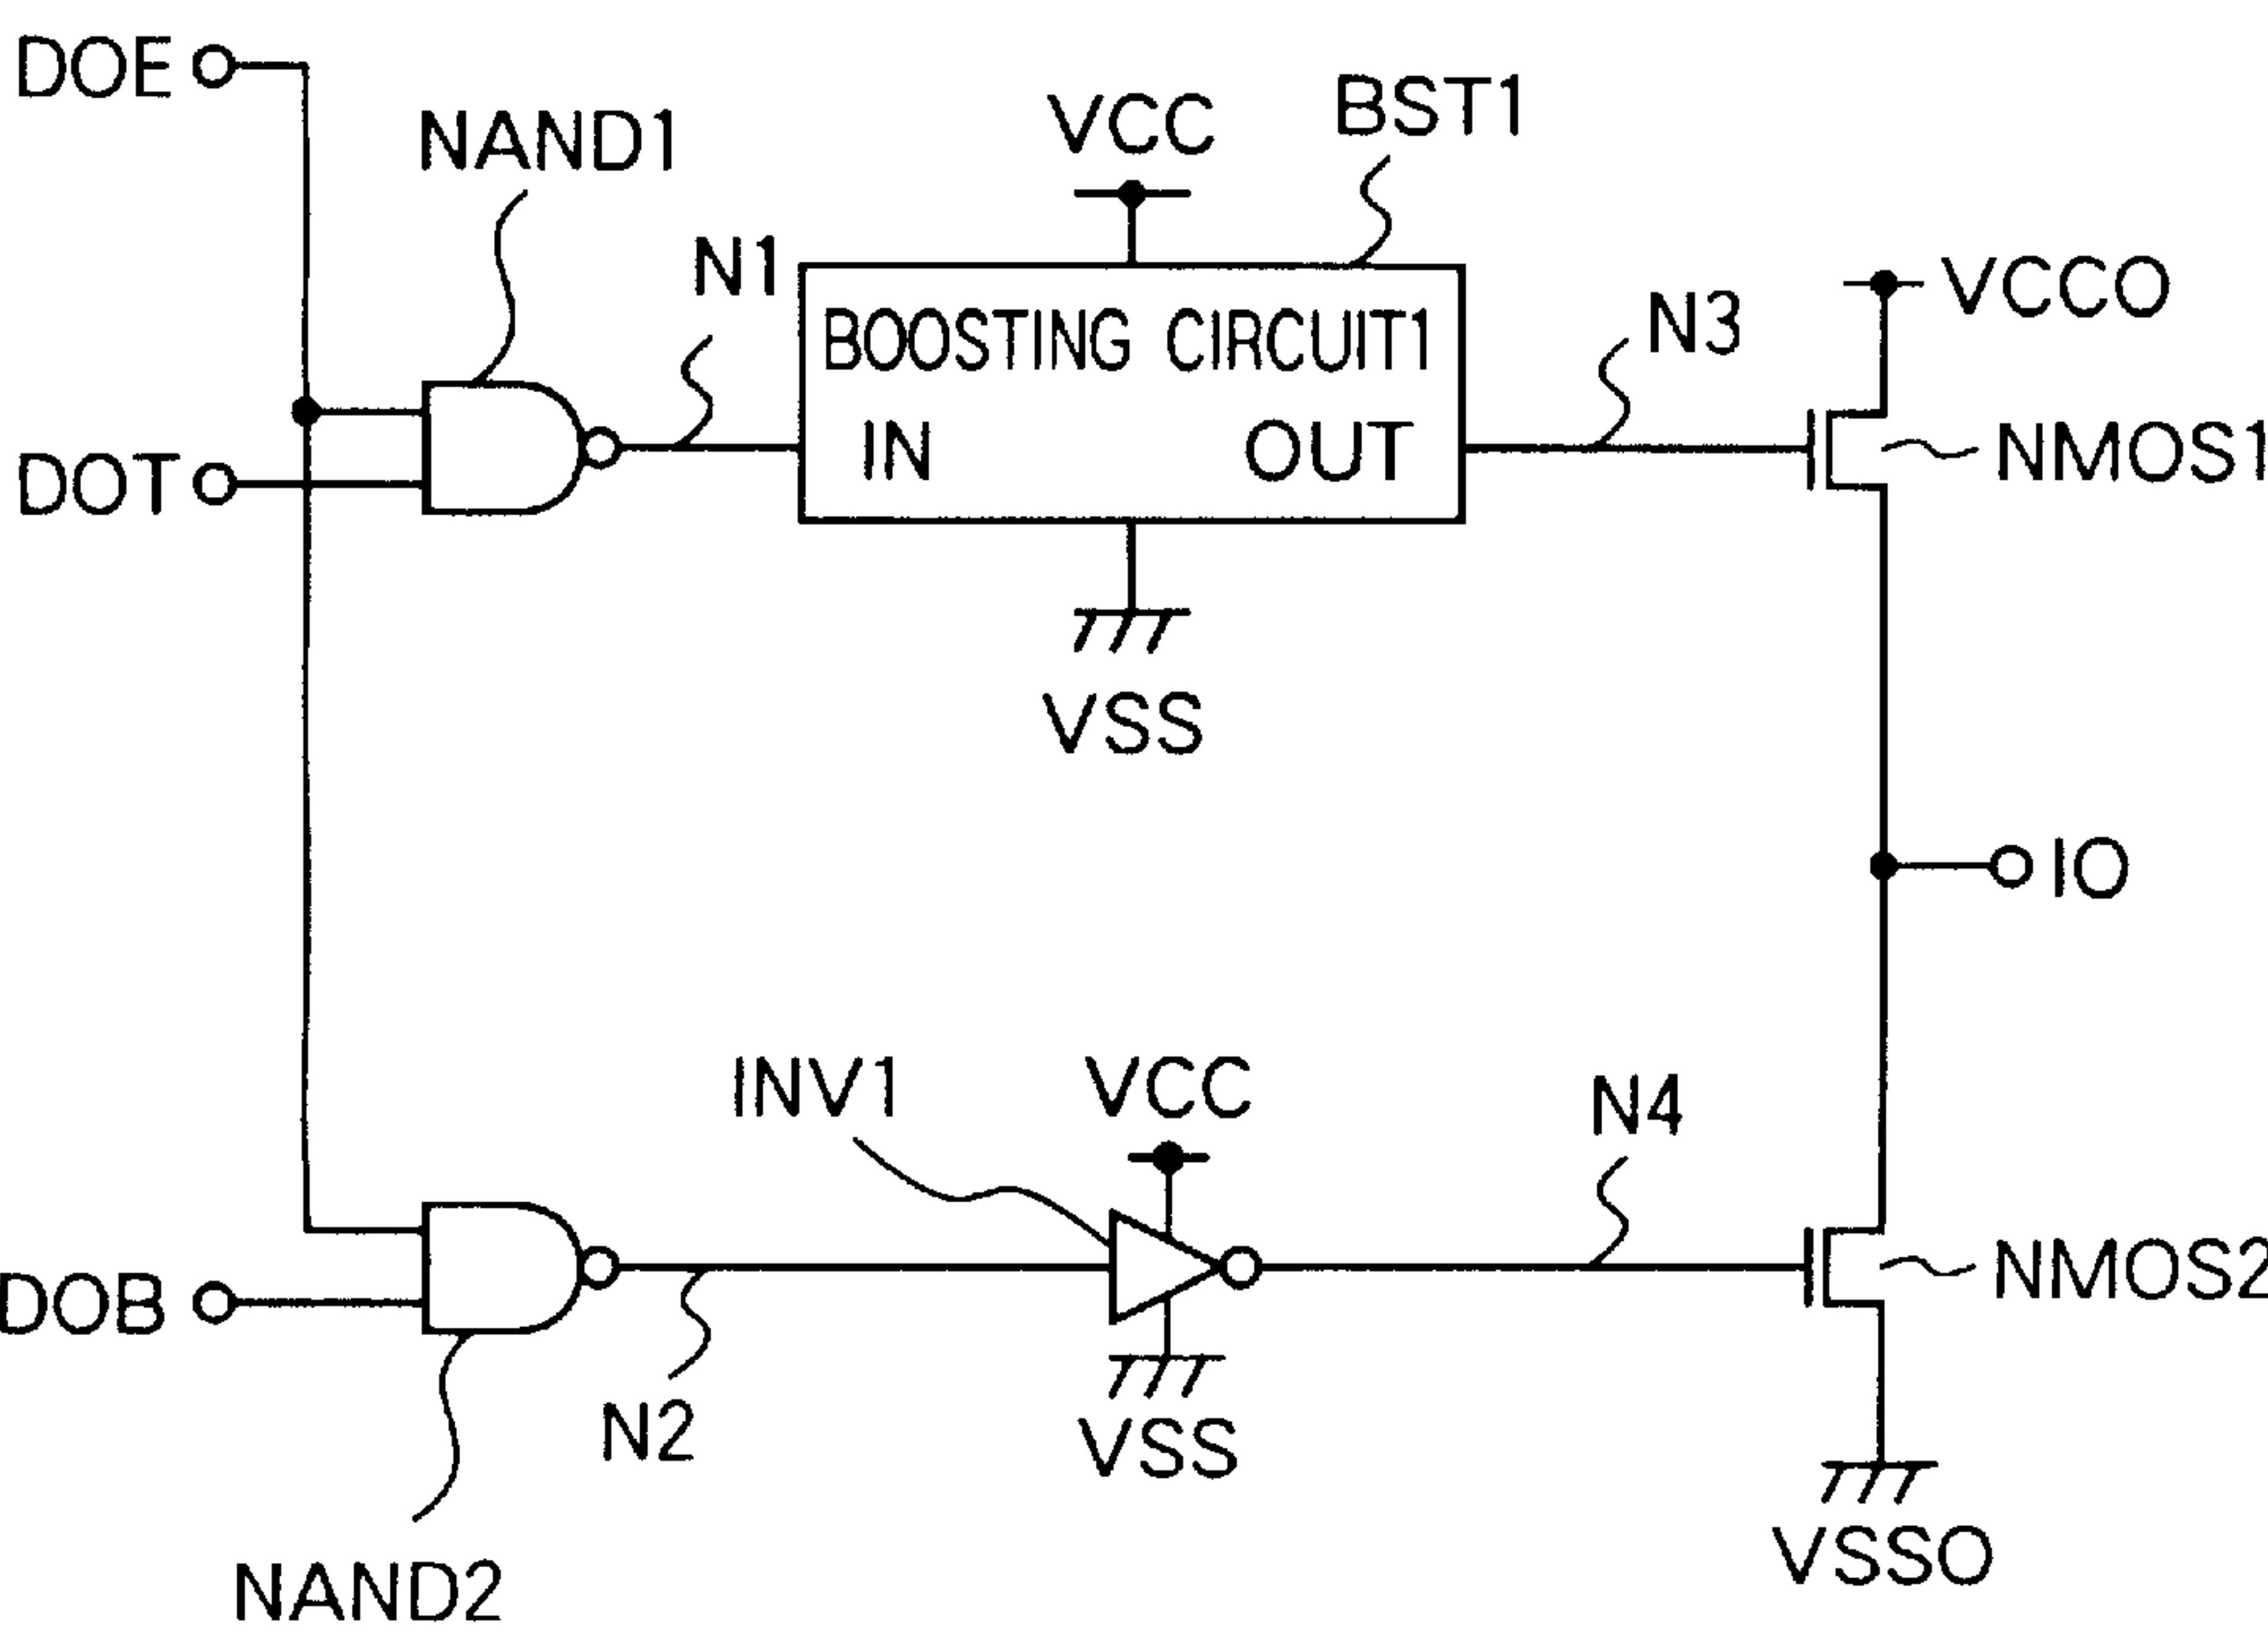 DOE
NAND1
VCC
BST1
N1
VCCO
N3
BOOSTING CIRCUIT1
IN
OUT
NMOS1
DOT
VSS
IO
INV1
VCC
N4
DOB
NMOS2
N2
VSS
VSSO
NAND2